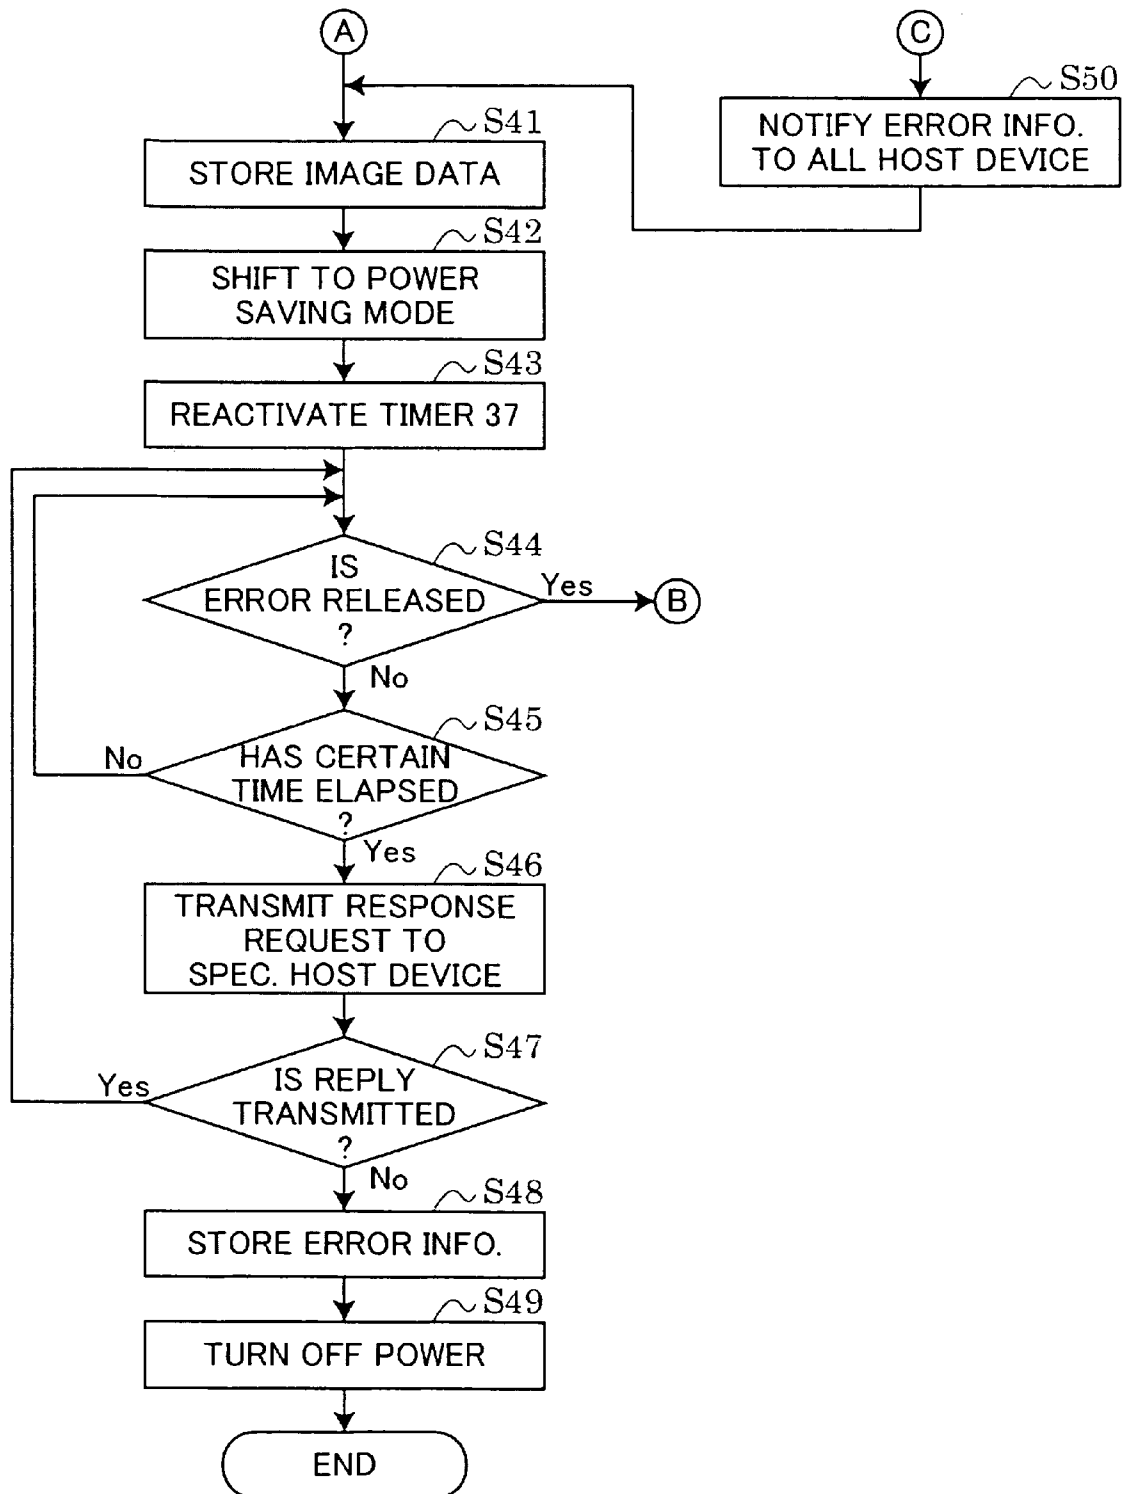 A
C
S50
NOTIFY ERROR INFO.
TO ALL HOST DEVICE
S41
STORE IMAGE DATA
S42
SHIFT TO POWER
SAVING MODE
S43
REACTIVATE TIMER 37
S44
IS
ERROR RELEASED
?
Yes
B
No
S45
HAS CERTAIN
TIME ELAPSED
?
No
Yes
S46
TRANSMIT RESPONSE
REQUEST TO
SPEC. HOST DEVICE
S47
IS REPLY
TRANSMITTED
?
Yes
No
S48
STORE ERROR INFO.
S49
TURN OFF POWER
END